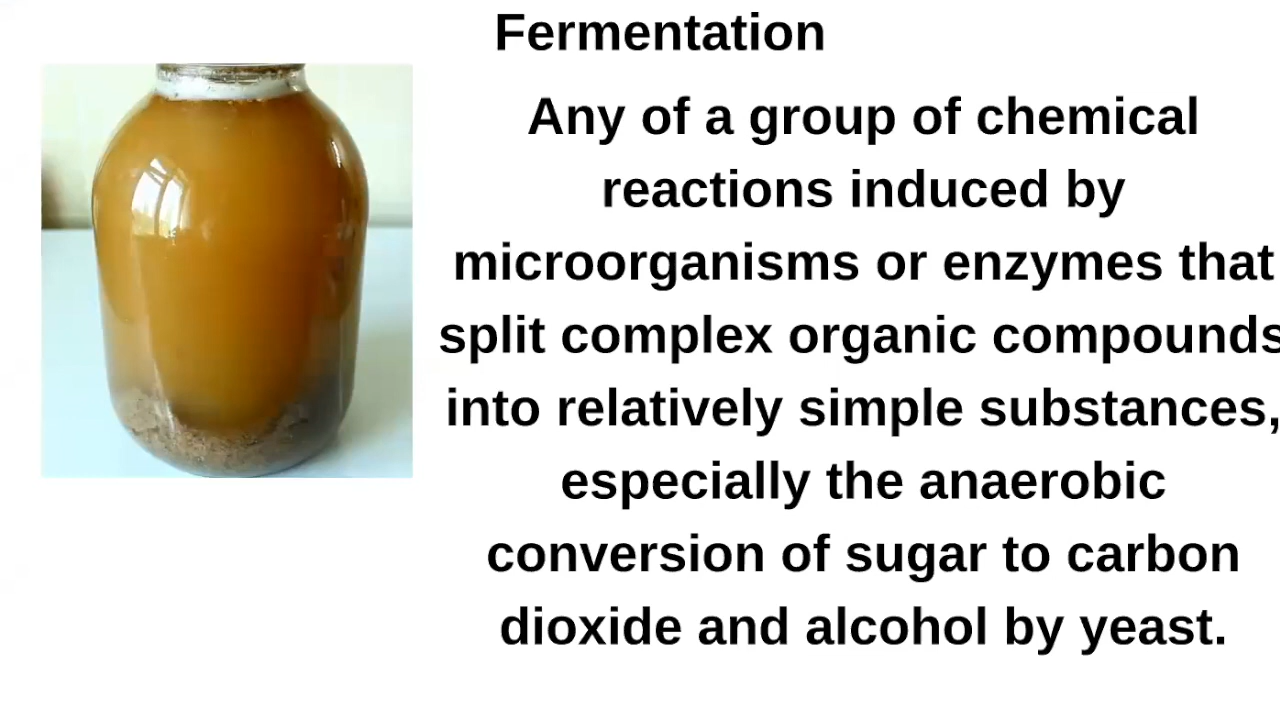 Fermentation
Any of a group of chemical
reactions induced by
microorganisms or enzymes that
split complex organic compounds
into relatively simple substances,
especially the anaerobic
conversion of sugar to carbon
dioxide and alcohol by yeast.